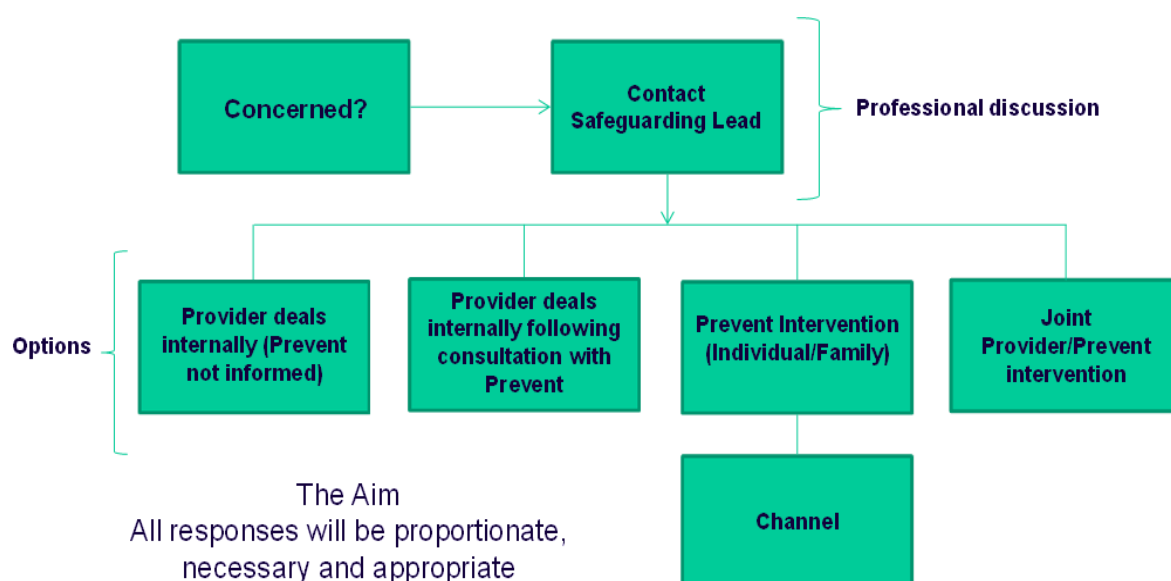 Concerned?
Contact
Safeguarding Lead
Professional discussion
Options
Provider deals
internally (Prevent
not informed)
Provider deals
internally following
consultation with
Prevent
Prevent Intervention
(Individual/Family)
Joint
Provider/Prevent
intervention
Channel
The Aim
All responses will be proportionate,
necessary and appropriate